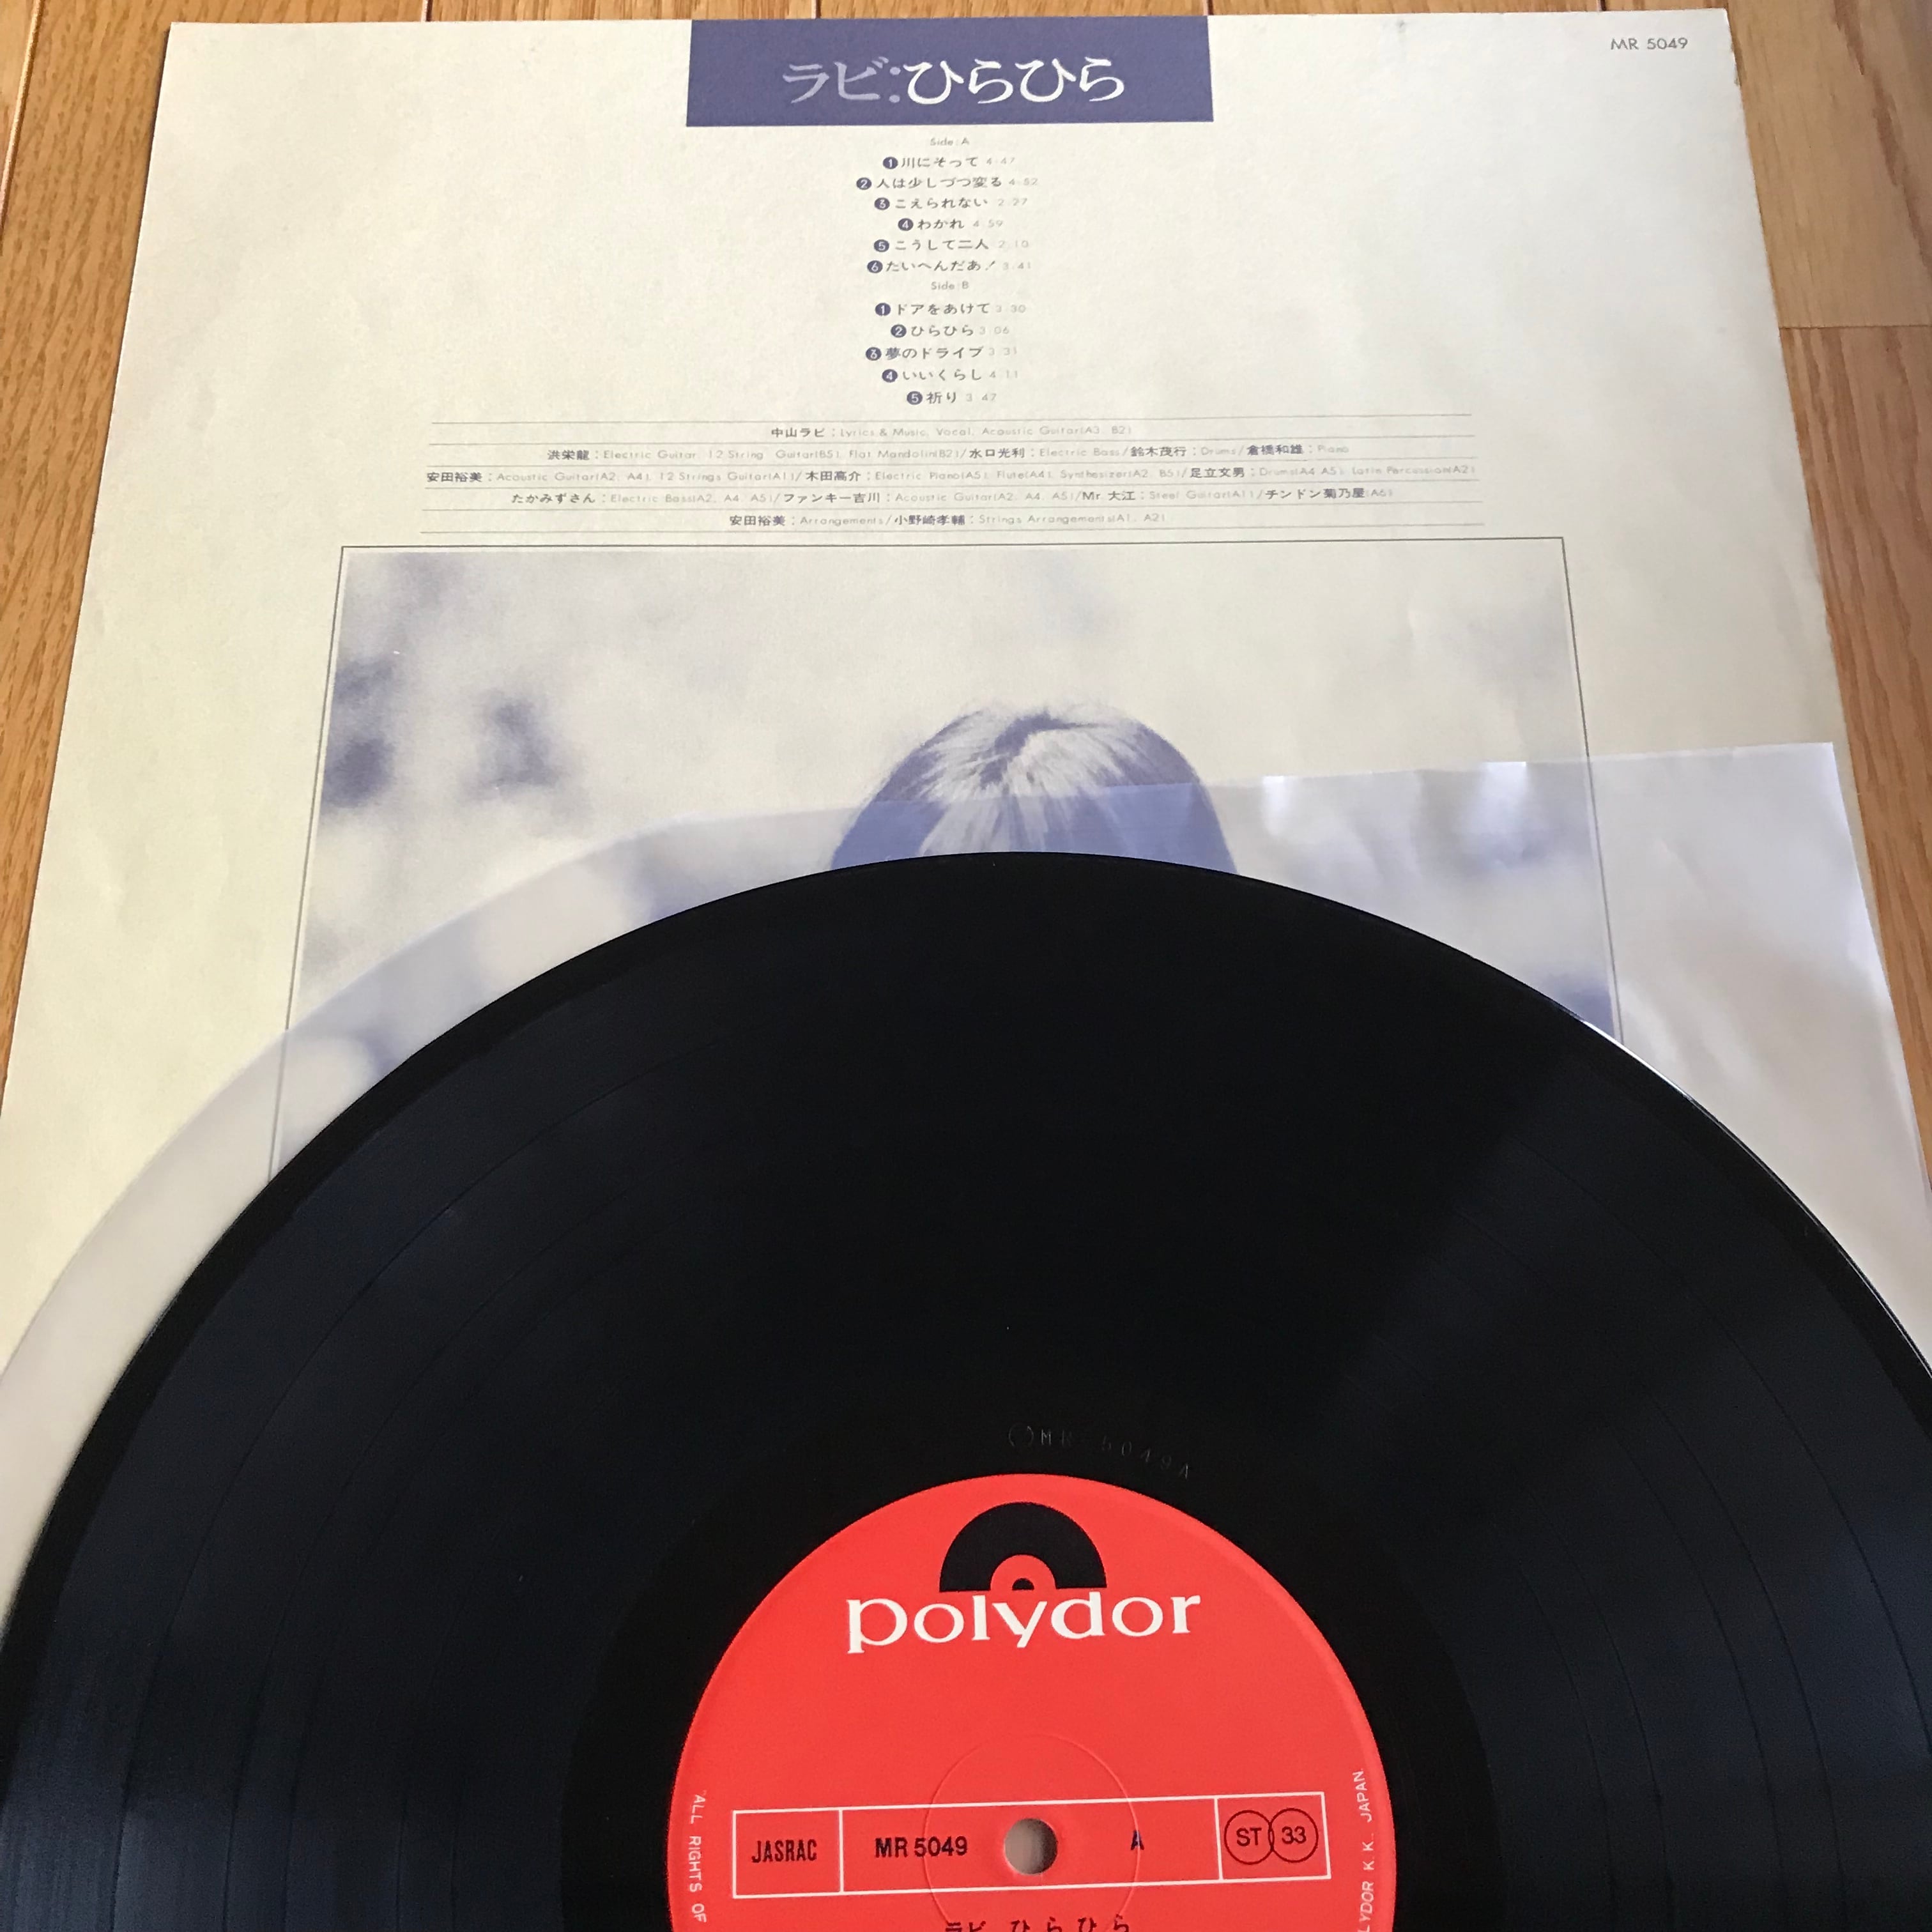 MR 5049
ラビ:ひらひら
Side:A
❶川にそって 4:47
❷人は少しづつ変る 4:52
❸こえられない 2:27
❹わかれ 4:59
❺こうして二人 2:10
❻たいへんだあ! 3:41
Side:B
❶ドアをあけて 3:30
❷ひらひら 3:06
❸夢のドライブ 3:31
❹いいくらし 4:11
❺祈り 3:47
中山ラビ:Lyrics & Music, Vocal, Acoustic Guitar(A3, B2)
洪栄龍:Electric Guitar, 12 String Guitar(B5), Flat Mandolin(B2)/水口光利:Electric Bass/鈴木茂行:Drums/倉橋和雄:Piano
安田裕美:Acoustic Guitar(A2, A4), 12 Strings Guitar(A1)/木田高介:Electric Piano(A5), Flute(A4), Synthesizer(A2, B5)/足立文男:Drums(A4, A5), Latin Percussion(A2)
たかみずさん:Electric Bass(A2, A4, A5)/ファンキー吉川:Acoustic Guitar(A2, A4, A5)/Mr. 大江:Steel Guitar(A1)/チンドン菊乃屋(A6)
安田裕美:Arrangements/小野崎孝輔:Strings Arrangements(A1, A2)
MR 5049A
polydor
JASRAC MR 5049 A ST 33
ラビ ひらひら
ALL RIGHTS OF
LYDOR K K. JAPAN